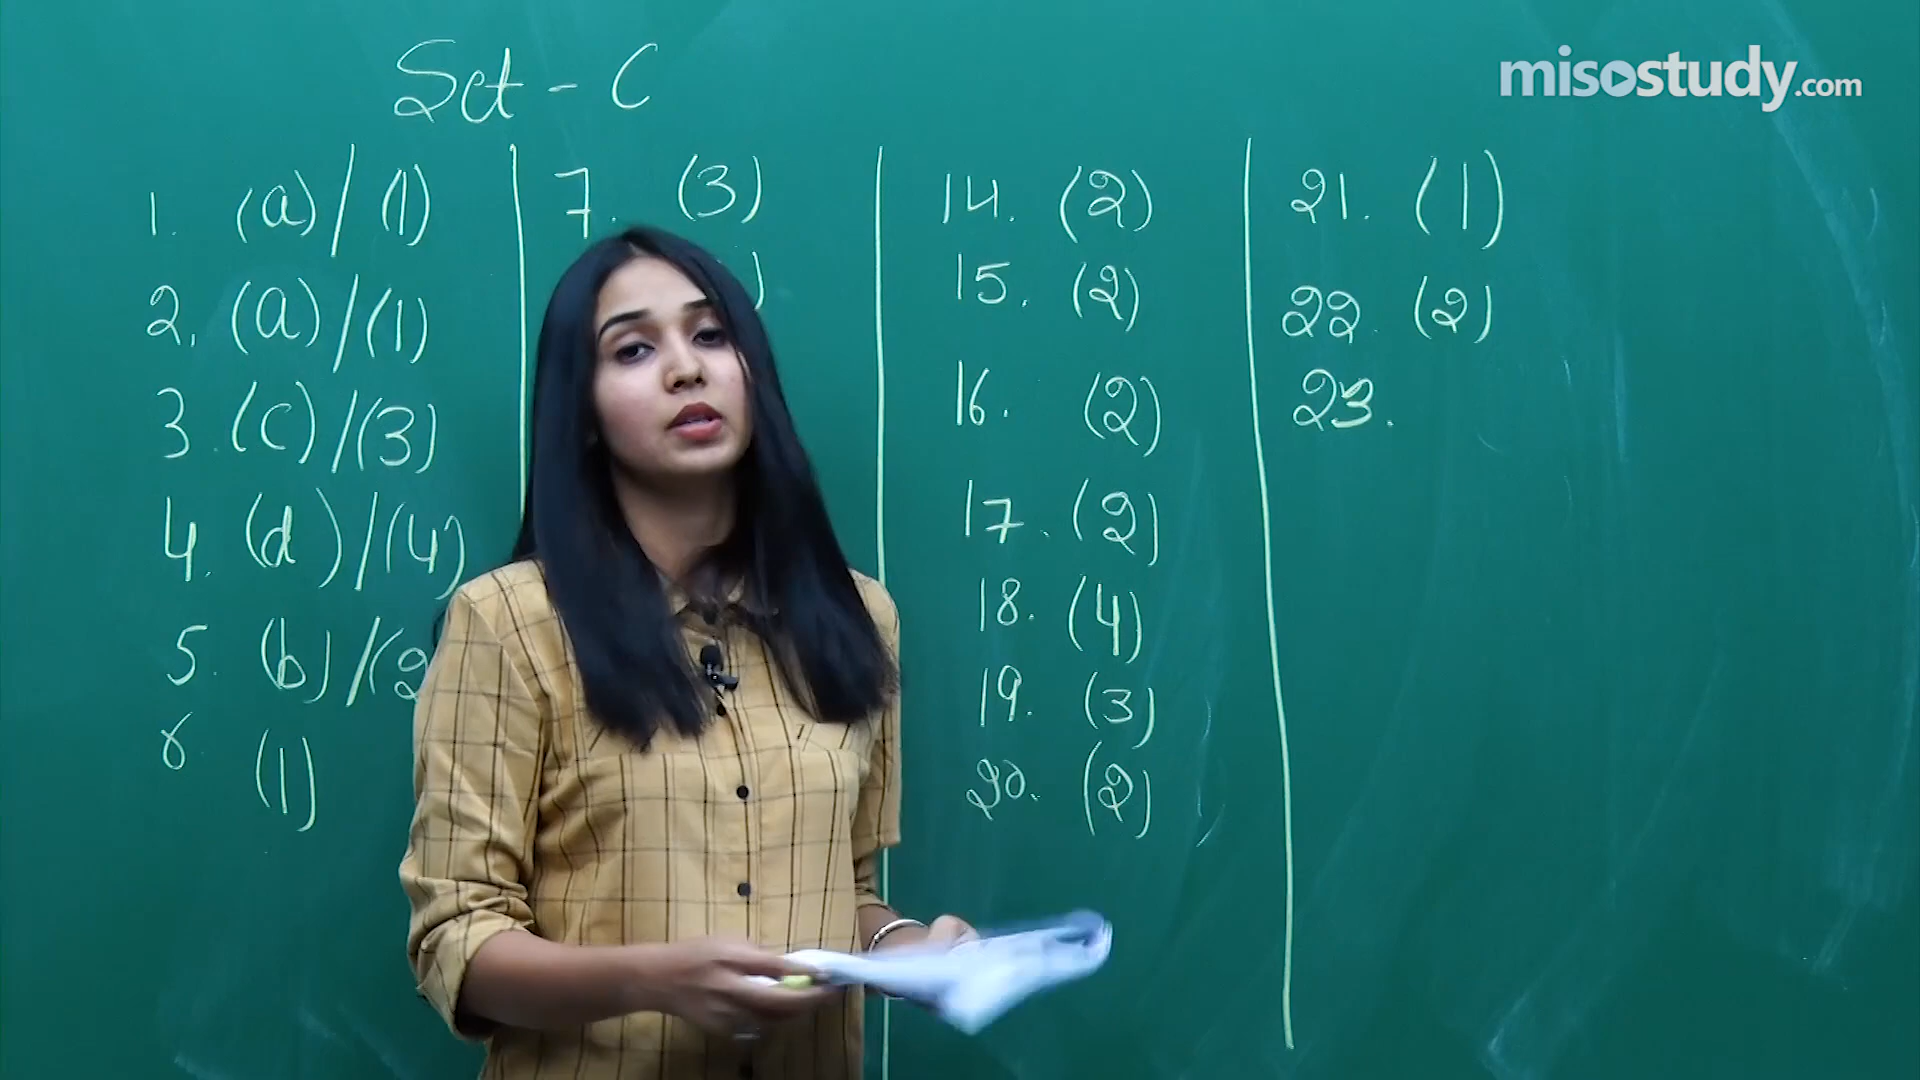 Set - C
misostudy.com
1. (a) / (1)
2. (a) / (1)
3. (c) / (3)
4. (d) / (4)
5. (b) / (2
6. (1)
7. (3)
)
14. (2)
15. (2)
16. (2)
17. (2)
18. (4)
19. (3)
20. (2)
21. (1)
22. (2)
23.